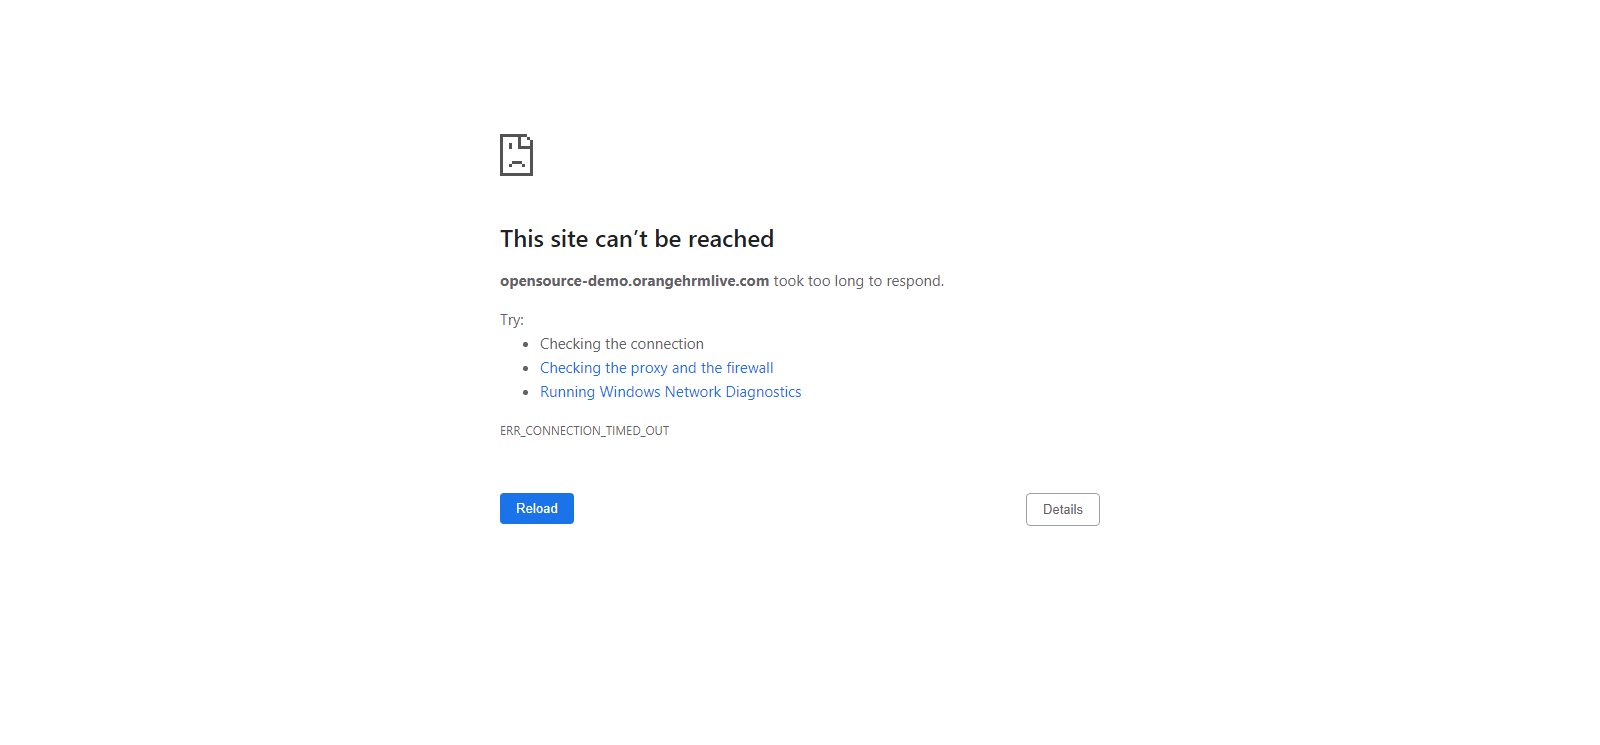 This site can’t be reached
opensource-demo.orangehrmlive.com took too long to respond.
Try:
Checking the connection
Checking the proxy and the firewall
Running Windows Network Diagnostics
ERR_CONNECTION_TIMED_OUT
Reload
Details